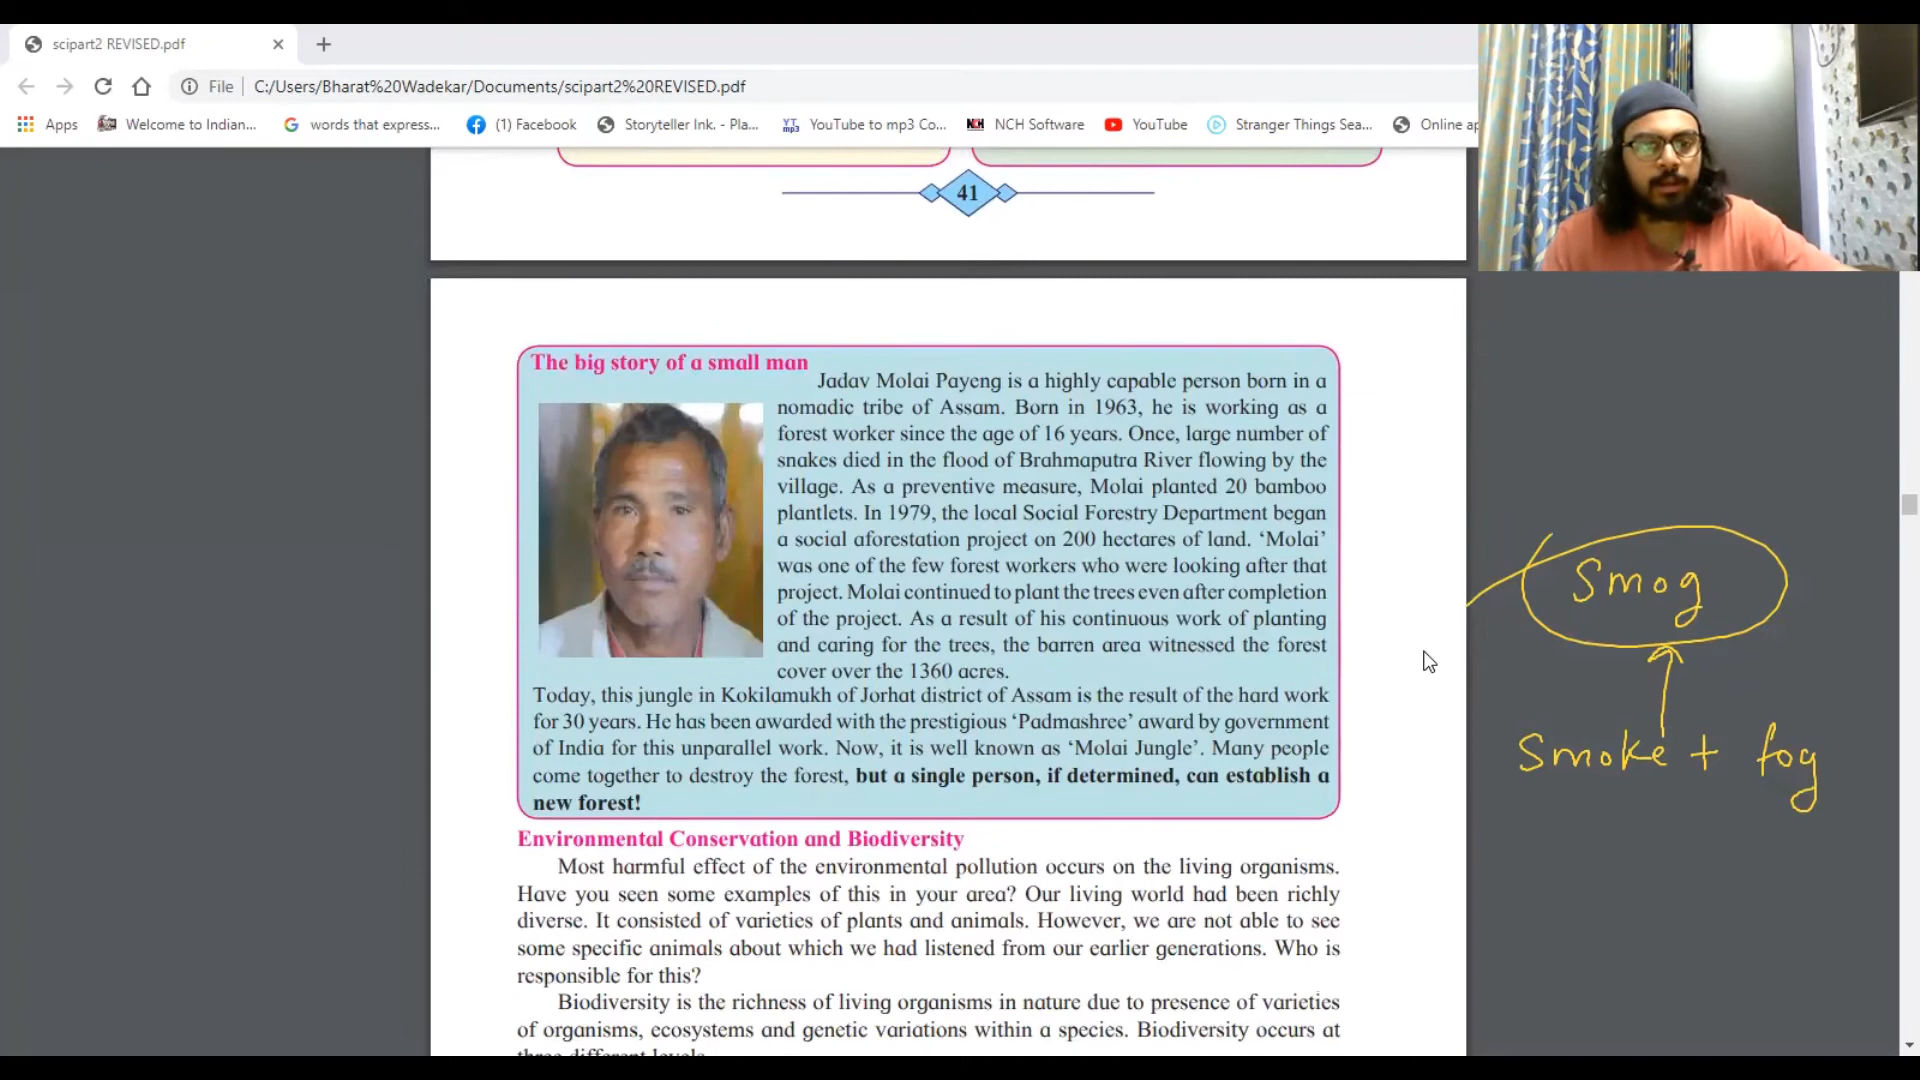 scipart2 REVISED.pdf
File
C:/Users/Bharat%20Wadekar/Documents/scipart2%20REVISED.pdf
Apps
Welcome to Indian...
words that express...
(1) Facebook
Storyteller Ink. - Pla...
YT
mp3
YouTube to mp3 Co...
NCH
NCH Software
YouTube
Stranger Things Sea...
Online ap
41
The big story of a small man
Jadav Molai Payeng is a highly capable person born in a
nomadic tribe of Assam. Born in 1963, he is working as a
forest worker since the age of 16 years. Once, large number of
snakes died in the flood of Brahmaputra River flowing by the
village. As a preventive measure, Molai planted 20 bamboo
plantlets. In 1979, the local Social Forestry Department began
a social aforestation project on 200 hectares of land. ‘Molai’
was one of the few forest workers who were looking after that
project. Molai continued to plant the trees even after completion
of the project. As a result of his continuous work of planting
and caring for the trees, the barren area witnessed the forest
cover over the 1360 acres.
Today, this jungle in Kokilamukh of Jorhat district of Assam is the result of the hard work
for 30 years. He has been awarded with the prestigious ‘Padmashree’ award by government
of India for this unparallel work. Now, it is well known as ‘Molai Jungle’. Many people
come together to destroy the forest, but a single person, if determined, can establish a
new forest!
Environmental Conservation and Biodiversity
Most harmful effect of the environmental pollution occurs on the living organisms.
Have you seen some examples of this in your area? Our living world had been richly
diverse. It consisted of varieties of plants and animals. However, we are not able to see
some specific animals about which we had listened from our earlier generations. Who is
responsible for this?
Biodiversity is the richness of living organisms in nature due to presence of varieties
of organisms, ecosystems and genetic variations within a species. Biodiversity occurs at
three different levels.
Smog
Smoke + fog